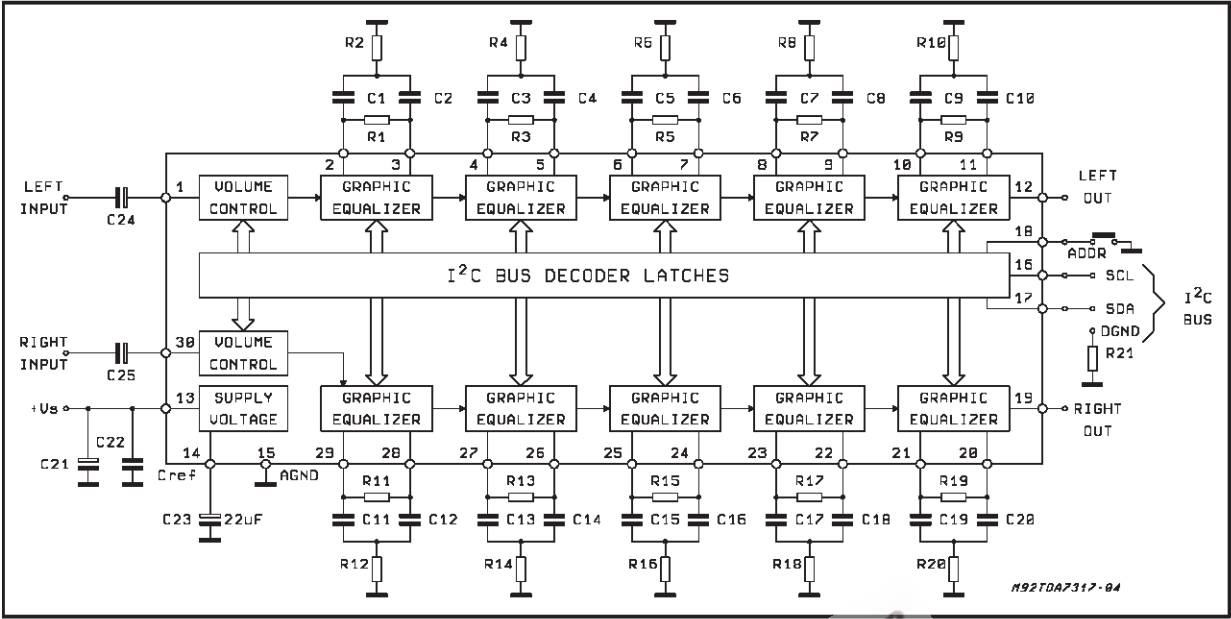 R2 R4 R6 R8 R10
C1 C2 C3 C4 C5 C6 C7 C8 C9 C10
R1 R3 R5 R7 R9
2 3 4 5 6 7 8 9 10 11
LEFT INPUT
C24
1
VOLUME CONTROL
GRAPHIC EQUALIZER
GRAPHIC EQUALIZER
GRAPHIC EQUALIZER
GRAPHIC EQUALIZER
GRAPHIC EQUALIZER
12
LEFT OUT
18
ADDR
I²C BUS DECODER LATCHES
16
SCL
17
SDA
I²C BUS
DGND
R21
RIGHT INPUT
C25
30
VOLUME CONTROL
+Vs
13
SUPPLY VOLTAGE
GRAPHIC EQUALIZER
GRAPHIC EQUALIZER
GRAPHIC EQUALIZER
GRAPHIC EQUALIZER
GRAPHIC EQUALIZER
19
RIGHT OUT
C21
C22
14 15 29 28 27 26 25 24 23 22 21 20
Cref
AGND
R11 R13 R15 R17 R19
C23
22uF
C11 C12 C13 C14 C15 C16 C17 C18 C19 C20
R12 R14 R16 R18 R20
M92TDA7317-04